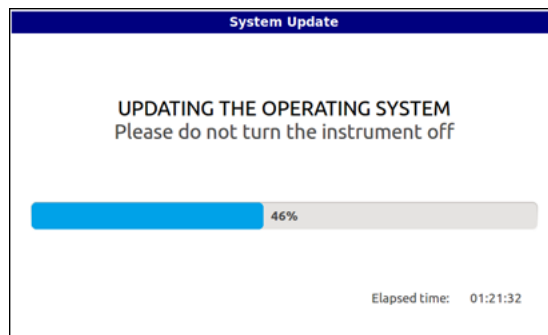 System Update
UPDATING THE OPERATING SYSTEM
Please do not turn the instrument off
46%
Elapsed time: 01:21:32